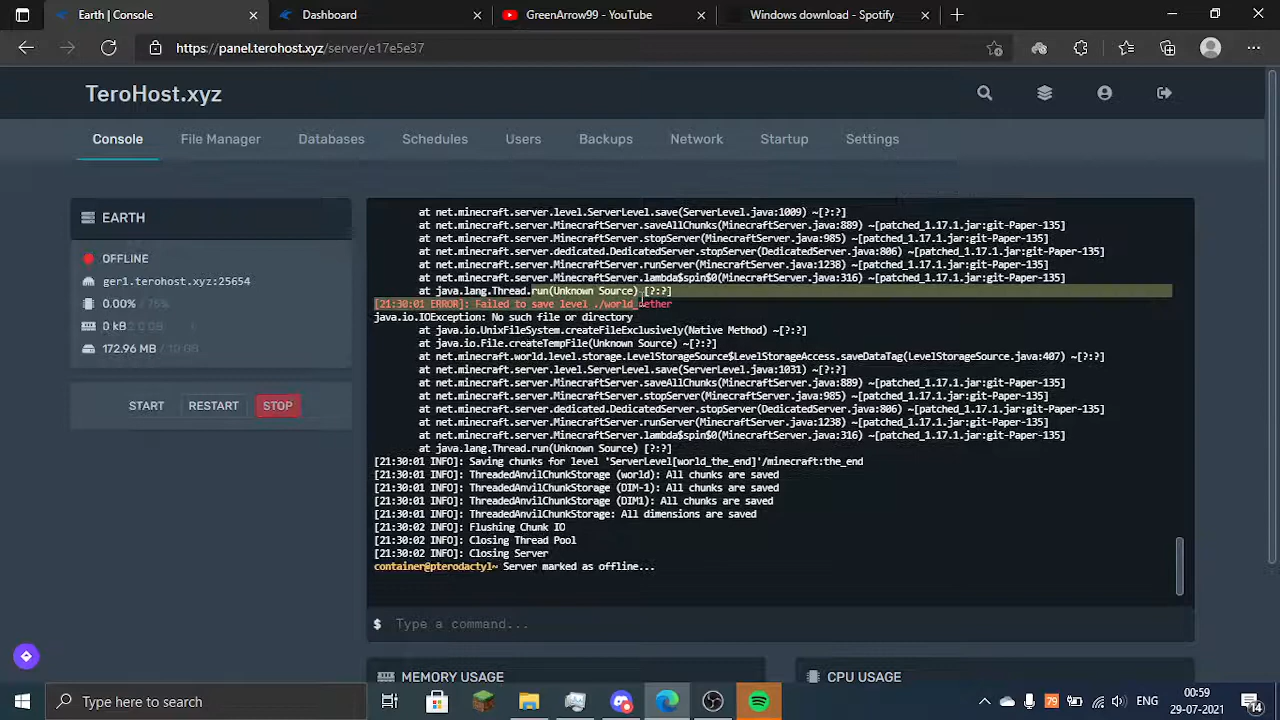 Earth | Console
Dashboard
GreenArrow99 - YouTube
Windows download - Spotify
https://panel.terohost.xyz/server/e17e5e37
TeroHost.xyz
Console File Manager Databases Schedules Users Backups Network Startup Settings
EARTH
OFFLINE
ger1.terohost.xyz:25654
0.00% / 75%
0 kB / 2.0 GB
172.96 MB / 10 GB
START RESTART STOP
at net.minecraft.server.level.ServerLevel.save(ServerLevel.java:1009) ~[?:?]
at net.minecraft.server.MinecraftServer.saveAllChunks(MinecraftServer.java:889) ~[patched_1.17.1.jar:git-Paper-135]
at net.minecraft.server.MinecraftServer.stopServer(MinecraftServer.java:985) ~[patched_1.17.1.jar:git-Paper-135]
at net.minecraft.server.dedicated.DedicatedServer.stopServer(DedicatedServer.java:806) ~[patched_1.17.1.jar:git-Paper-135]
at net.minecraft.server.MinecraftServer.runServer(MinecraftServer.java:1238) ~[patched_1.17.1.jar:git-Paper-135]
at net.minecraft.server.MinecraftServer.lambda$spin$0(MinecraftServer.java:316) ~[patched_1.17.1.jar:git-Paper-135]
at java.lang.Thread.run(Unknown Source) [?:?]
[21:30:01 ERROR]: Failed to save level ./world_nether
java.io.IOException: No such file or directory
at java.io.UnixFileSystem.createFileExclusively(Native Method) ~[?:?]
at java.io.File.createTempFile(Unknown Source) ~[?:?]
at net.minecraft.world.level.storage.LevelStorageSource$LevelStorageAccess.saveDataTag(LevelStorageSource.java:407) ~[?:?]
at net.minecraft.server.level.ServerLevel.save(ServerLevel.java:1031) ~[?:?]
at net.minecraft.server.MinecraftServer.saveAllChunks(MinecraftServer.java:889) ~[patched_1.17.1.jar:git-Paper-135]
at net.minecraft.server.MinecraftServer.stopServer(MinecraftServer.java:985) ~[patched_1.17.1.jar:git-Paper-135]
at net.minecraft.server.dedicated.DedicatedServer.stopServer(DedicatedServer.java:806) ~[patched_1.17.1.jar:git-Paper-135]
at net.minecraft.server.MinecraftServer.runServer(MinecraftServer.java:1238) ~[patched_1.17.1.jar:git-Paper-135]
at net.minecraft.server.MinecraftServer.lambda$spin$0(MinecraftServer.java:316) ~[patched_1.17.1.jar:git-Paper-135]
at java.lang.Thread.run(Unknown Source) [?:?]
[21:30:01 INFO]: Saving chunks for level 'ServerLevel[world_the_end]'/minecraft:the_end
[21:30:01 INFO]: ThreadedAnvilChunkStorage (world): All chunks are saved
[21:30:01 INFO]: ThreadedAnvilChunkStorage (DIM-1): All chunks are saved
[21:30:01 INFO]: ThreadedAnvilChunkStorage (DIM1): All chunks are saved
[21:30:01 INFO]: ThreadedAnvilChunkStorage: All dimensions are saved
[21:30:02 INFO]: Flushing Chunk IO
[21:30:02 INFO]: Closing Thread Pool
[21:30:02 INFO]: Closing Server
container@pterodactyl~ Server marked as offline...
$ Type a command...
MEMORY USAGE
CPU USAGE
Type here to search
79
ENG
00:59
29-07-2021
14